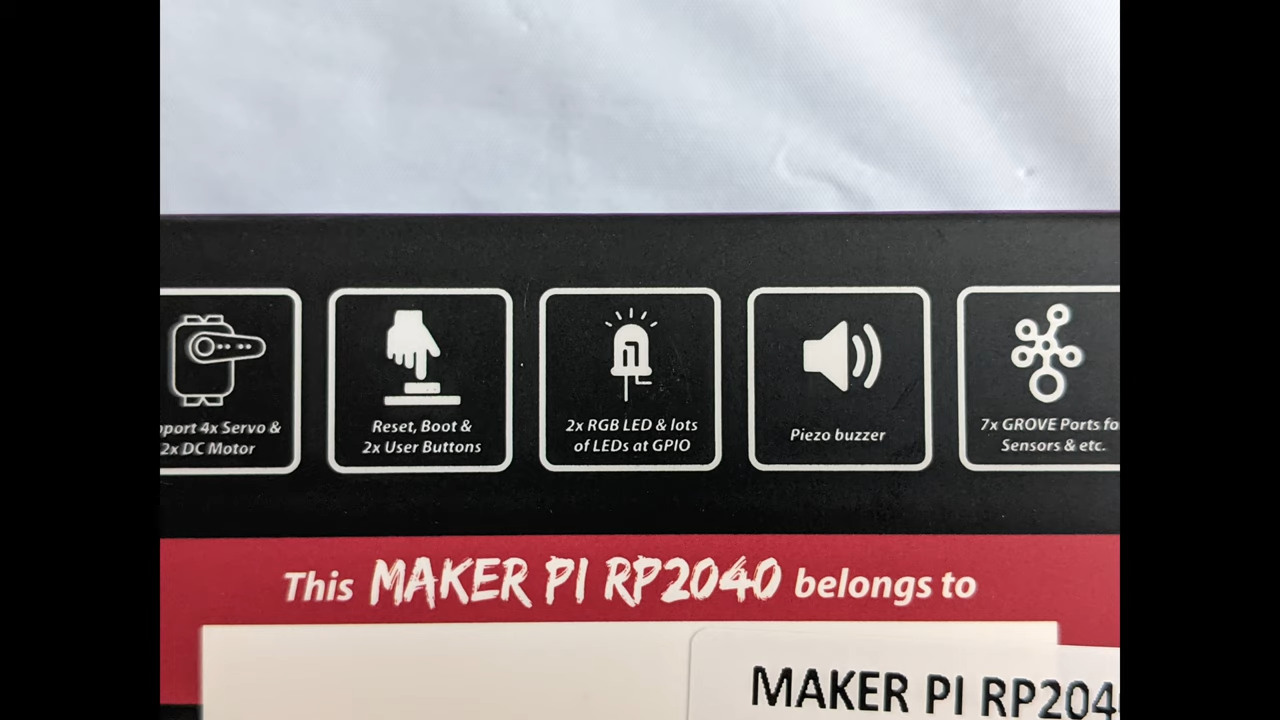 port 4x Servo &
2x DC Motor
Reset, Boot &
2x User Buttons
2x RGB LED & lots
of LEDs at GPIO
Piezo buzzer
7x GROVE Ports fo
Sensors & etc.
This MAKER PI RP2040 belongs to
MAKER PI RP204